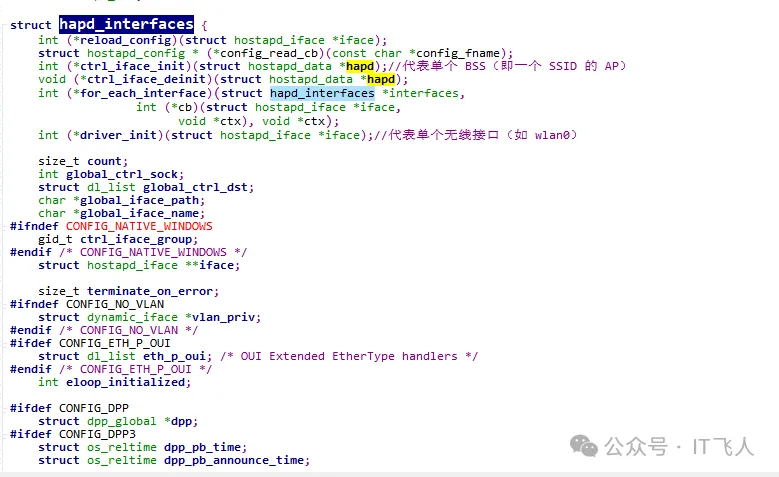 struct hapd_interfaces {
int (*reload_config)(struct hostapd_iface *iface);
struct hostapd_config * (*config_read_cb)(const char *config_fname);
int (*ctrl_iface_init)(struct hostapd_data *hapd);//代表单个 BSS（即一个 SSID 的 AP）
void (*ctrl_iface_deinit)(struct hostapd_data *hapd);
int (*for_each_interface)(struct hapd_interfaces *interfaces,
int (*cb)(struct hostapd_iface *iface,
void *ctx), void *ctx);
int (*driver_init)(struct hostapd_iface *iface);//代表单个无线接口（如 wlan0）
size_t count;
int global_ctrl_sock;
struct dl_list global_ctrl_dst;
char *global_iface_path;
char *global_iface_name;
#ifndef CONFIG_NATIVE_WINDOWS
gid_t ctrl_iface_group;
#endif /* CONFIG_NATIVE_WINDOWS */
struct hostapd_iface **iface;
size_t terminate_on_error;
#ifndef CONFIG_NO_VLAN
struct dynamic_iface *vlan_priv;
#endif /* CONFIG_NO_VLAN */
#ifdef CONFIG_ETH_P_OUI
struct dl_list eth_p_oui; /* OUI Extended EtherType handlers */
#endif /* CONFIG_ETH_P_OUI */
int eloop_initialized;
#ifdef CONFIG_DPP
struct dpp_global *dpp;
#ifdef CONFIG_DPP3
struct os_reltime dpp_pb_time;
struct os_reltime dpp_pb_announce_time;
公众号 · IT飞人